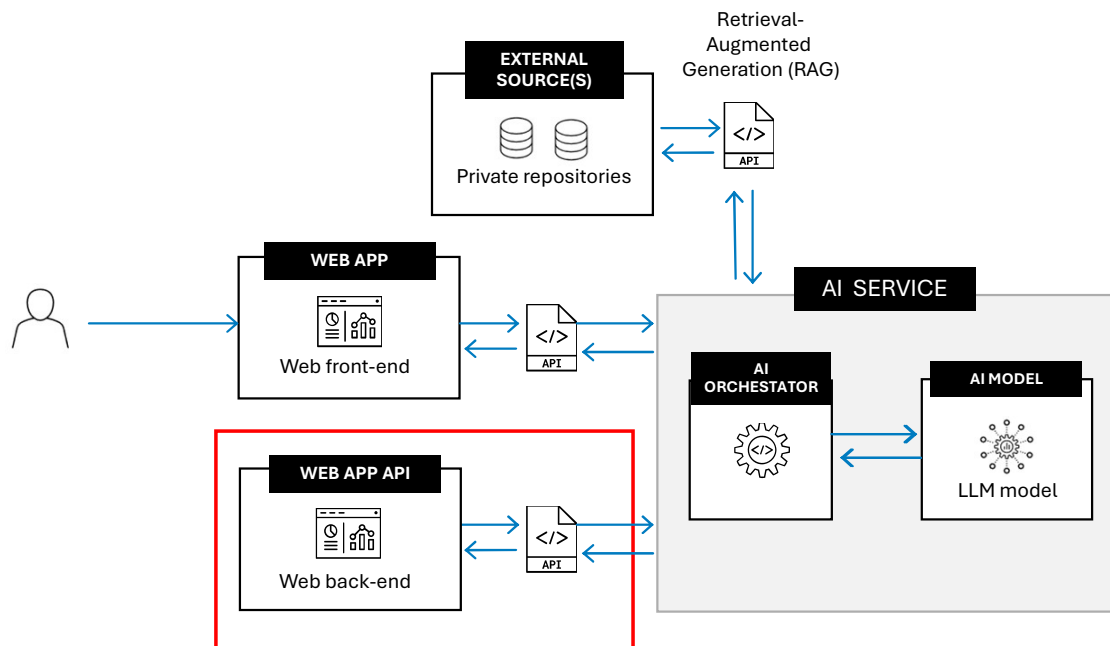 Retrieval-
Augmented
Generation (RAG)
EXTERNAL
SOURCE(S)
</>
API
Private repositories
WEB APP
Web front-end
</>
API
AI SERVICE
AI
ORCHESTRATOR
</>
AI MODEL
LLM model
WEB APP API
Web back-end
</>
API